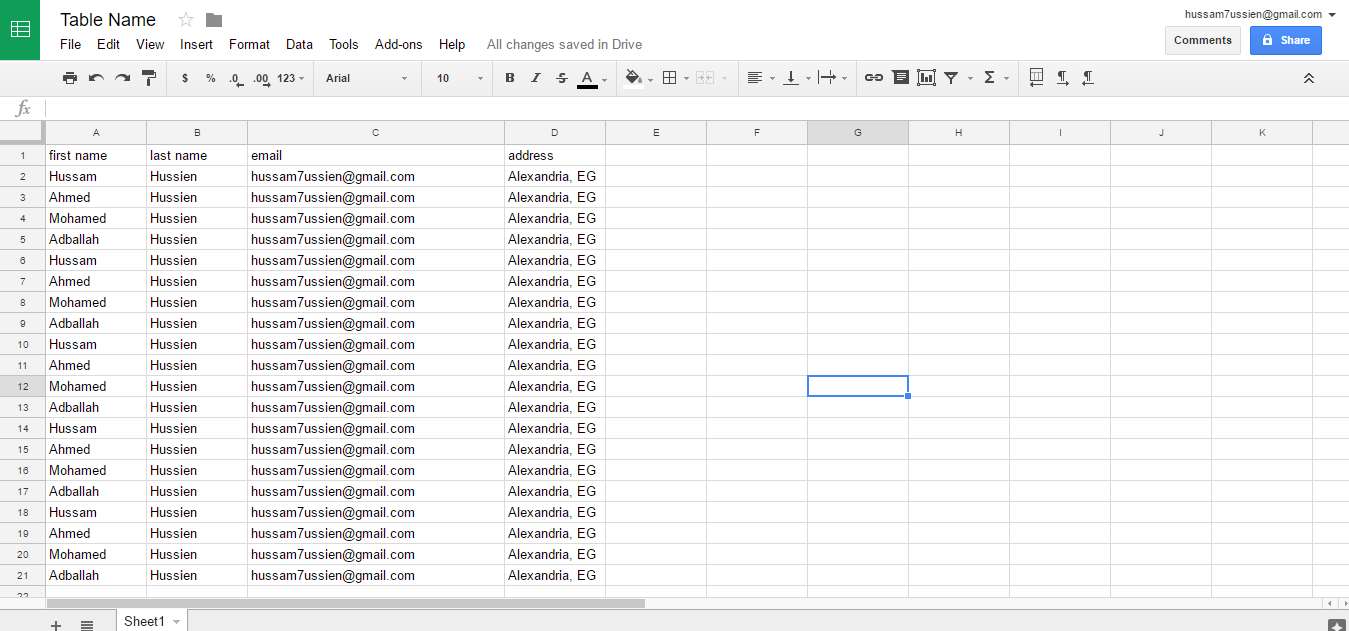 Table Name
hussam7ussien@gmail.com
File Edit View Insert Format Data Tools Add-ons Help All changes saved in Drive
Comments Share
$ % .0 .00 123 Arial 10 B I S A Σ
fx
A B C D E F G H I J K
1 first name last name email address
2 Hussam Hussien hussam7ussien@gmail.com Alexandria, EG
3 Ahmed Hussien hussam7ussien@gmail.com Alexandria, EG
4 Mohamed Hussien hussam7ussien@gmail.com Alexandria, EG
5 Adballah Hussien hussam7ussien@gmail.com Alexandria, EG
6 Hussam Hussien hussam7ussien@gmail.com Alexandria, EG
7 Ahmed Hussien hussam7ussien@gmail.com Alexandria, EG
8 Mohamed Hussien hussam7ussien@gmail.com Alexandria, EG
9 Adballah Hussien hussam7ussien@gmail.com Alexandria, EG
10 Hussam Hussien hussam7ussien@gmail.com Alexandria, EG
11 Ahmed Hussien hussam7ussien@gmail.com Alexandria, EG
12 Mohamed Hussien hussam7ussien@gmail.com Alexandria, EG
13 Adballah Hussien hussam7ussien@gmail.com Alexandria, EG
14 Hussam Hussien hussam7ussien@gmail.com Alexandria, EG
15 Ahmed Hussien hussam7ussien@gmail.com Alexandria, EG
16 Mohamed Hussien hussam7ussien@gmail.com Alexandria, EG
17 Adballah Hussien hussam7ussien@gmail.com Alexandria, EG
18 Hussam Hussien hussam7ussien@gmail.com Alexandria, EG
19 Ahmed Hussien hussam7ussien@gmail.com Alexandria, EG
20 Mohamed Hussien hussam7ussien@gmail.com Alexandria, EG
21 Adballah Hussien hussam7ussien@gmail.com Alexandria, EG
22
Sheet1